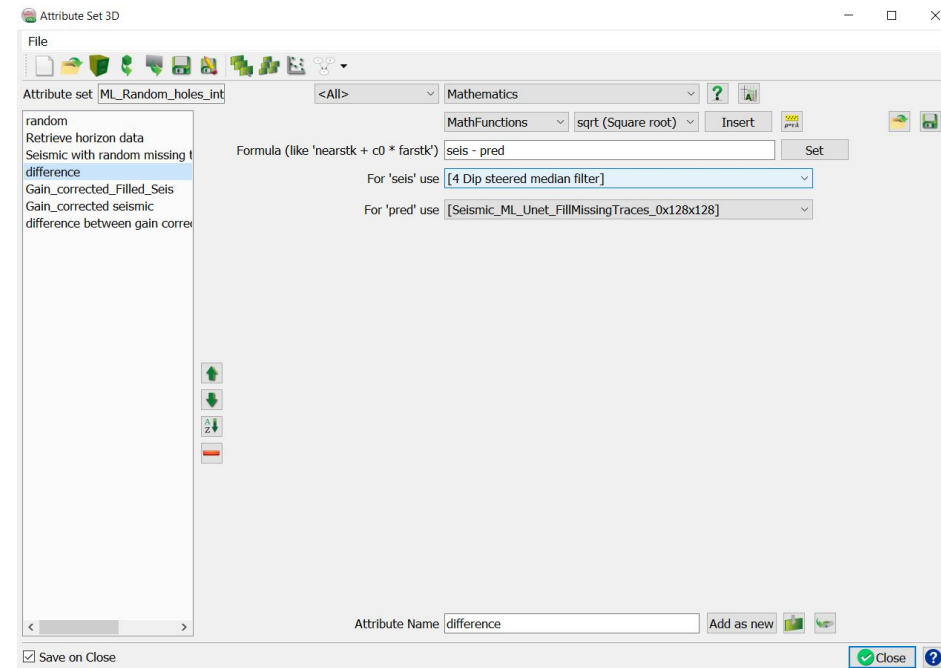 Attribute Set 3D
File
Attribute set ML_Random_holes_int <All> Mathematics ?
random
Retrieve horizon data
Seismic with random missing t
difference
Gain_corrected_Filled_Seis
Gain_corrected seismic
difference between gain correc
MathFunctions sqrt (Square root) Insert
Formula (like 'nearstk + c0 * farstk') seis - pred Set
For 'seis' use [4 Dip steered median filter]
For 'pred' use [Seismic_ML_Unet_FillMissingTraces_0x128x128]
A
Z
Attribute Name difference Add as new
Save on Close Close ?